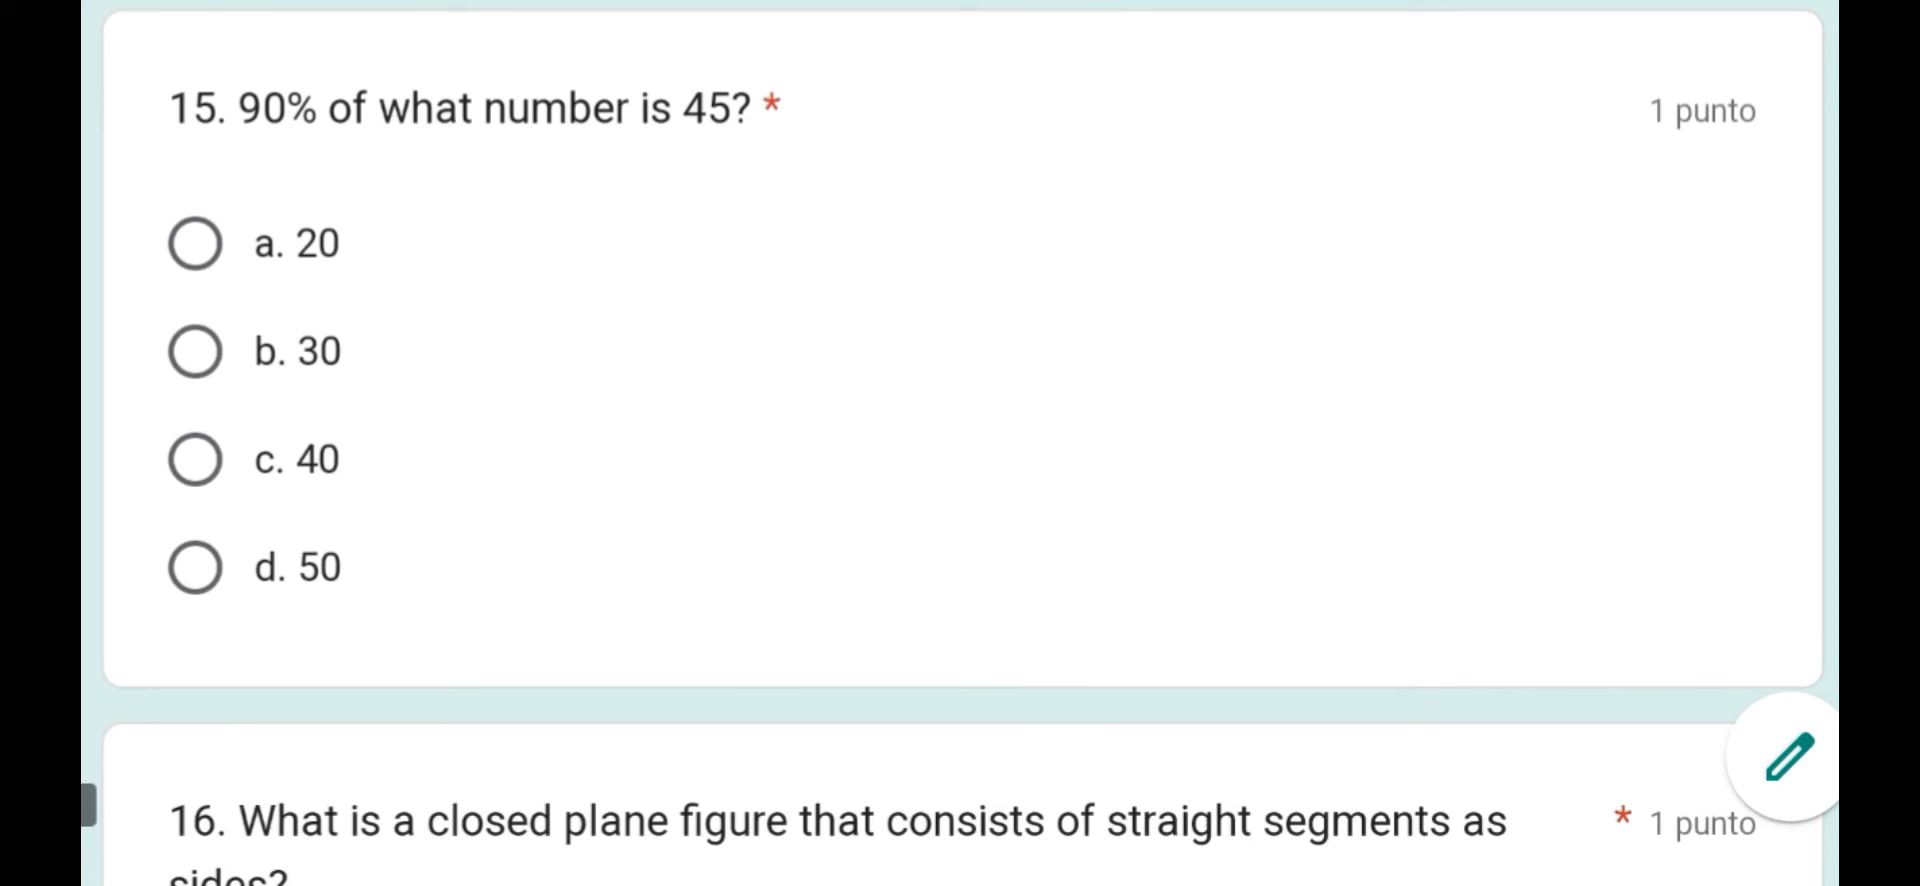 15. 90% of what number is 45? *
1 punto
a. 20
b. 30
c. 40
d. 50
16. What is a closed plane figure that consists of straight segments as
* 1 punto
sides?